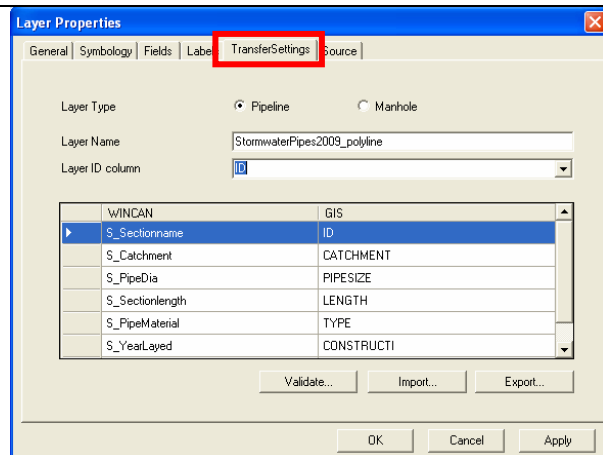 Layer Properties
General Symbology Fields Labels TransferSettings Source
Layer Type Pipeline Manhole
Layer Name StormwaterPipes2009_polyline
Layer ID column ID
WINCAN GIS
S_Sectionname ID
S_Catchment CATCHMENT
S_PipeDia PIPESIZE
S_Sectionlength LENGTH
S_PipeMaterial TYPE
S_YearLayed CONSTRUCTI
Validate... Import... Export...
OK Cancel Apply